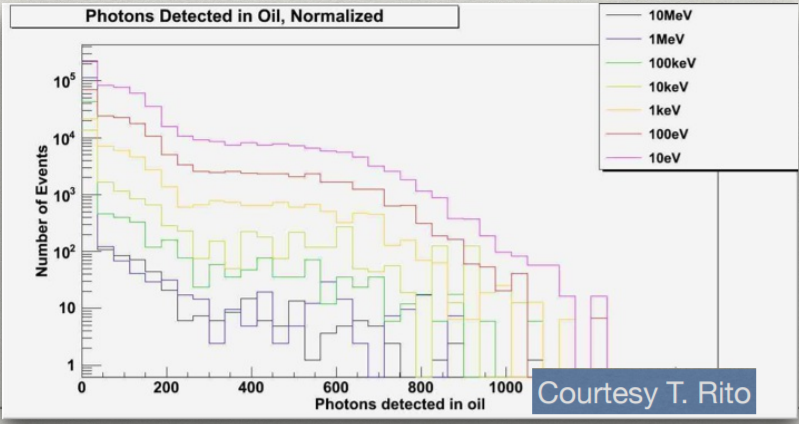 Photons Detected in Oil, Normalized
10MeV
1MeV
100keV
10keV
1keV
100eV
10eV
Number of Events
10⁵
10⁴
10³
10²
10
1
0 200 400 600 800 1000
Photons detected in oil
Courtesy T. Rito